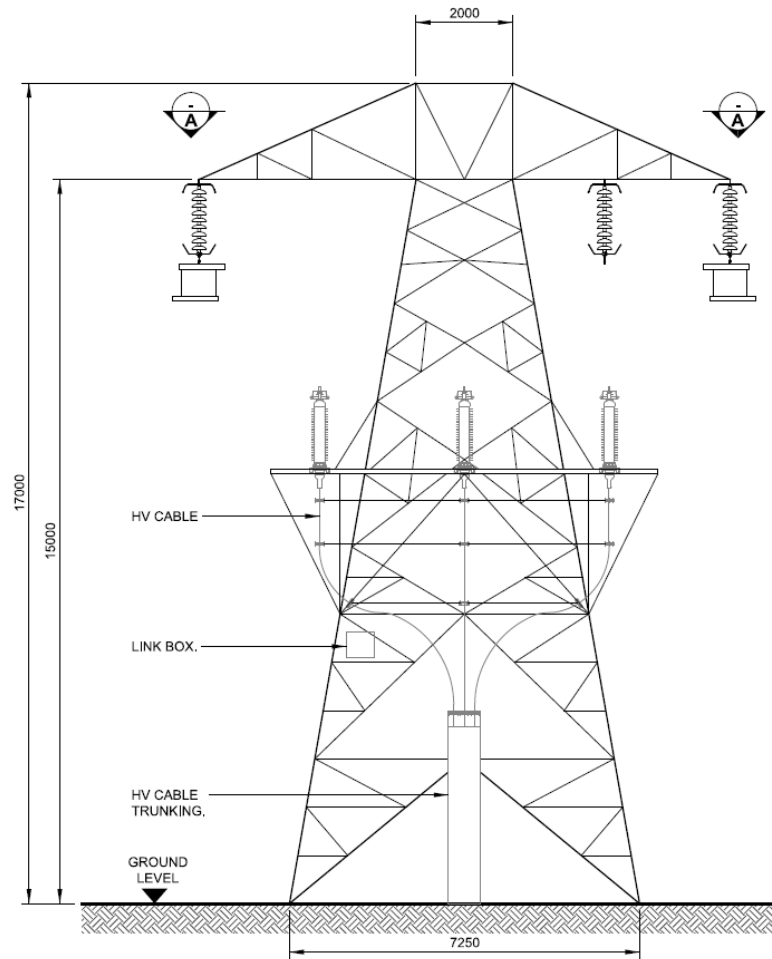 2000
-
A
-
A
17000
15000
HV CABLE
LINK BOX.
HV CABLE
TRUNKING.
GROUND
LEVEL
7250